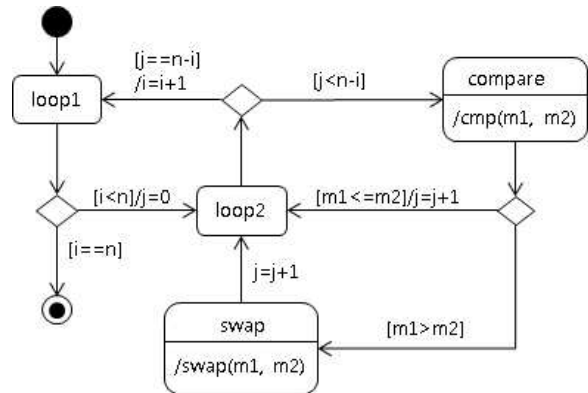 [j==n-i]
/i=i+1
[j<n-i]
compare
/cmp(m1, m2)
loop1
[i<n]/j=0
loop2
[m1<=m2]/j=j+1
[i==n]
j=j+1
swap
/swap(m1, m2)
[m1>m2]